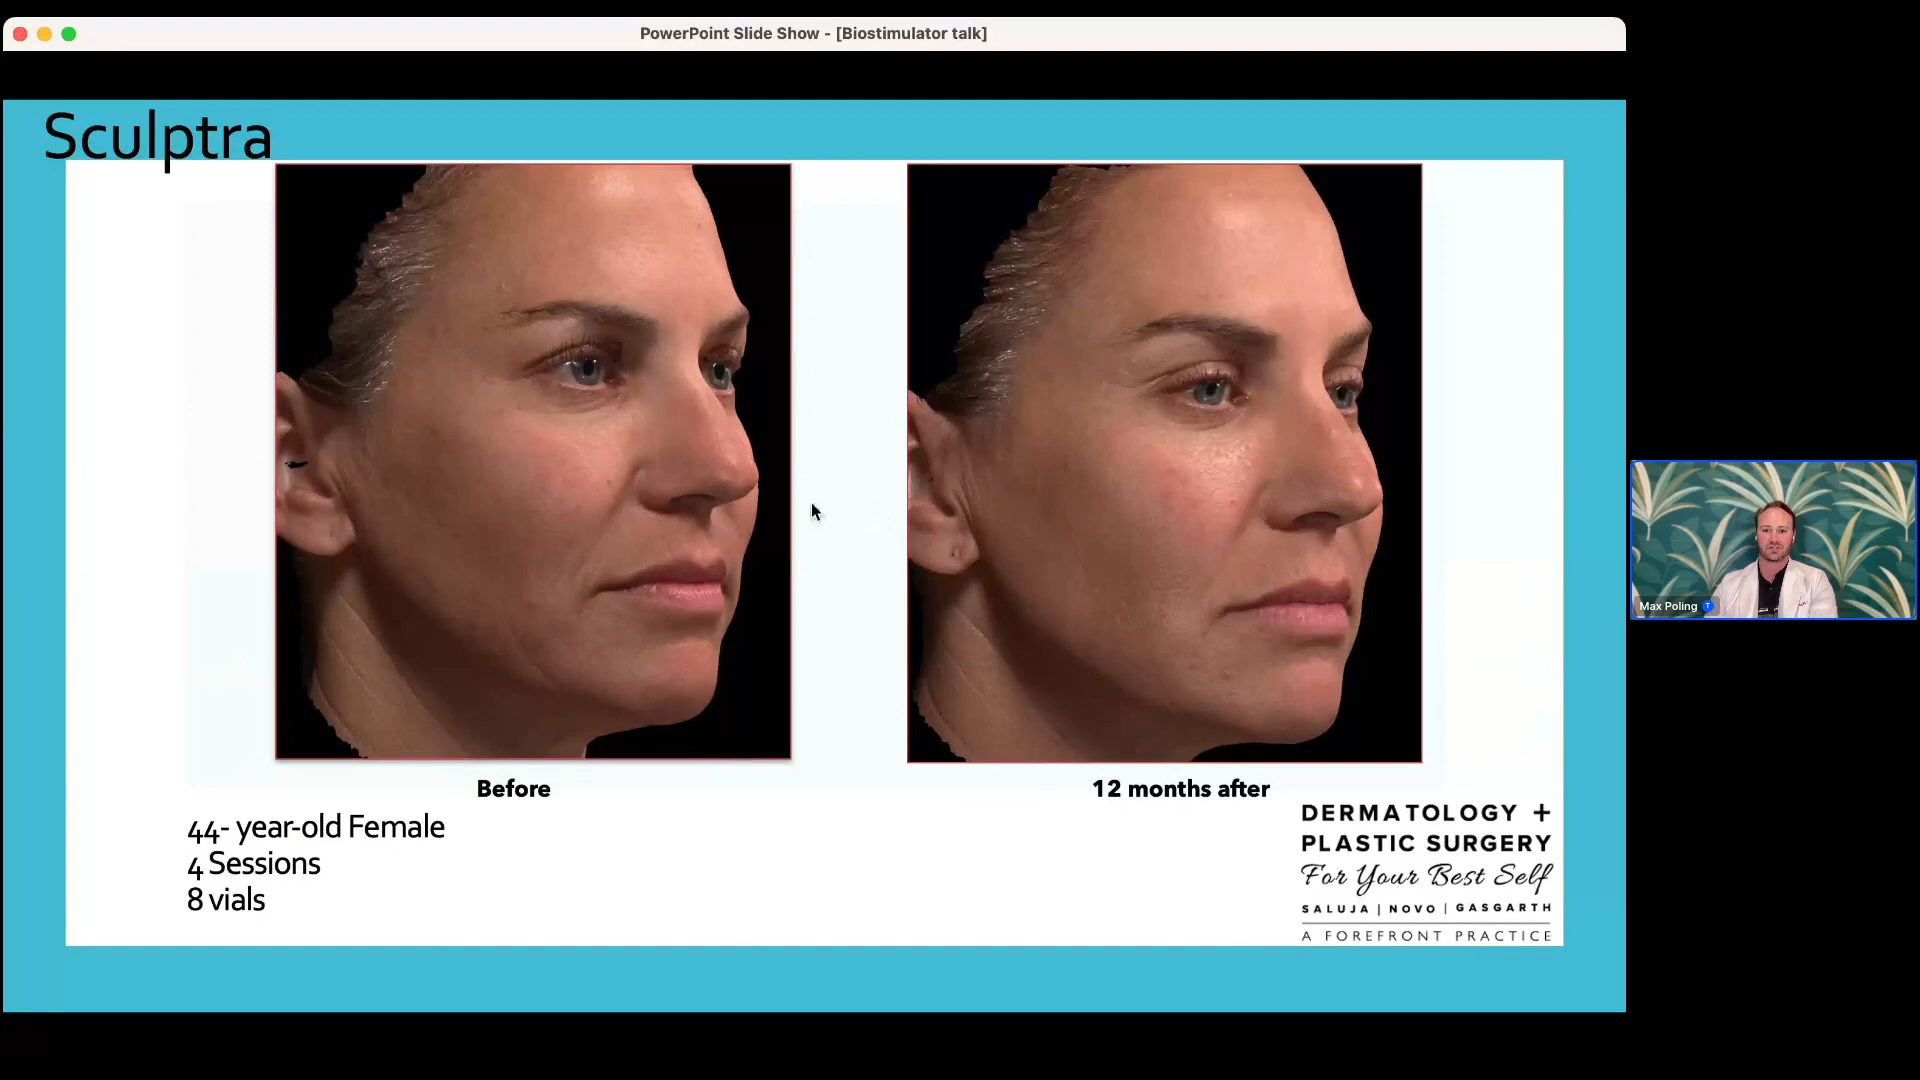 PowerPoint Slide Show - [Biostimulator talk]
Sculptra
Before
12 months after
44- year-old Female
4 Sessions
8 vials
DERMATOLOGY +
PLASTIC SURGERY
For Your Best Self
SALUJA | NOVO | GASGARTH
A FOREFRONT PRACTICE
Max Poling